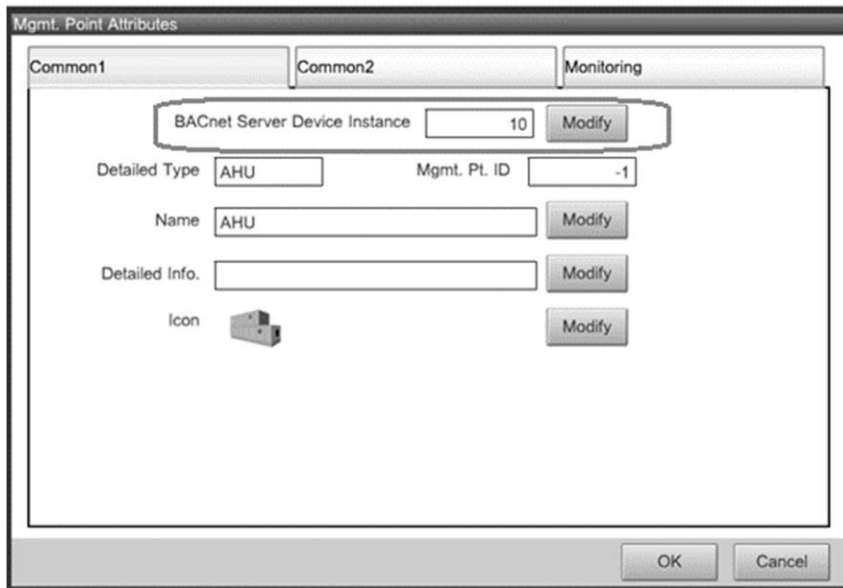 Mgmt. Point Attributes
Common1 Common2 Monitoring
BACnet Server Device Instance 10 Modify
Detailed Type AHU Mgmt. Pt. ID -1
Name AHU Modify
Detailed Info. Modify
Icon Modify
OK Cancel